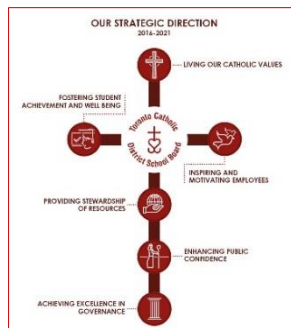 OUR STRATEGIC DIRECTION
2016-2021
LIVING OUR CATHOLIC VALUES
FOSTERING STUDENT
ACHIEVEMENT AND WELL BEING
Toronto Catholic
District School Board
INSPIRING AND
MOTIVATING EMPLOYEES
PROVIDING STEWARDSHIP
OF RESOURCES
ENHANCING PUBLIC
CONFIDENCE
ACHIEVING EXCELLENCE IN
GOVERNANCE